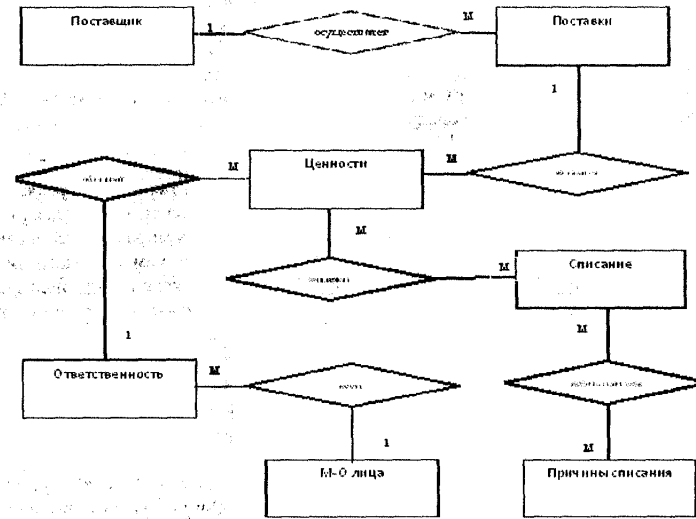 Поставщик
1
осуществляет
М
Поставки
1
Ценности
М
М
М
М
Списание
М
1
Ответственность
М
1
М
М-О лица
Причины списания